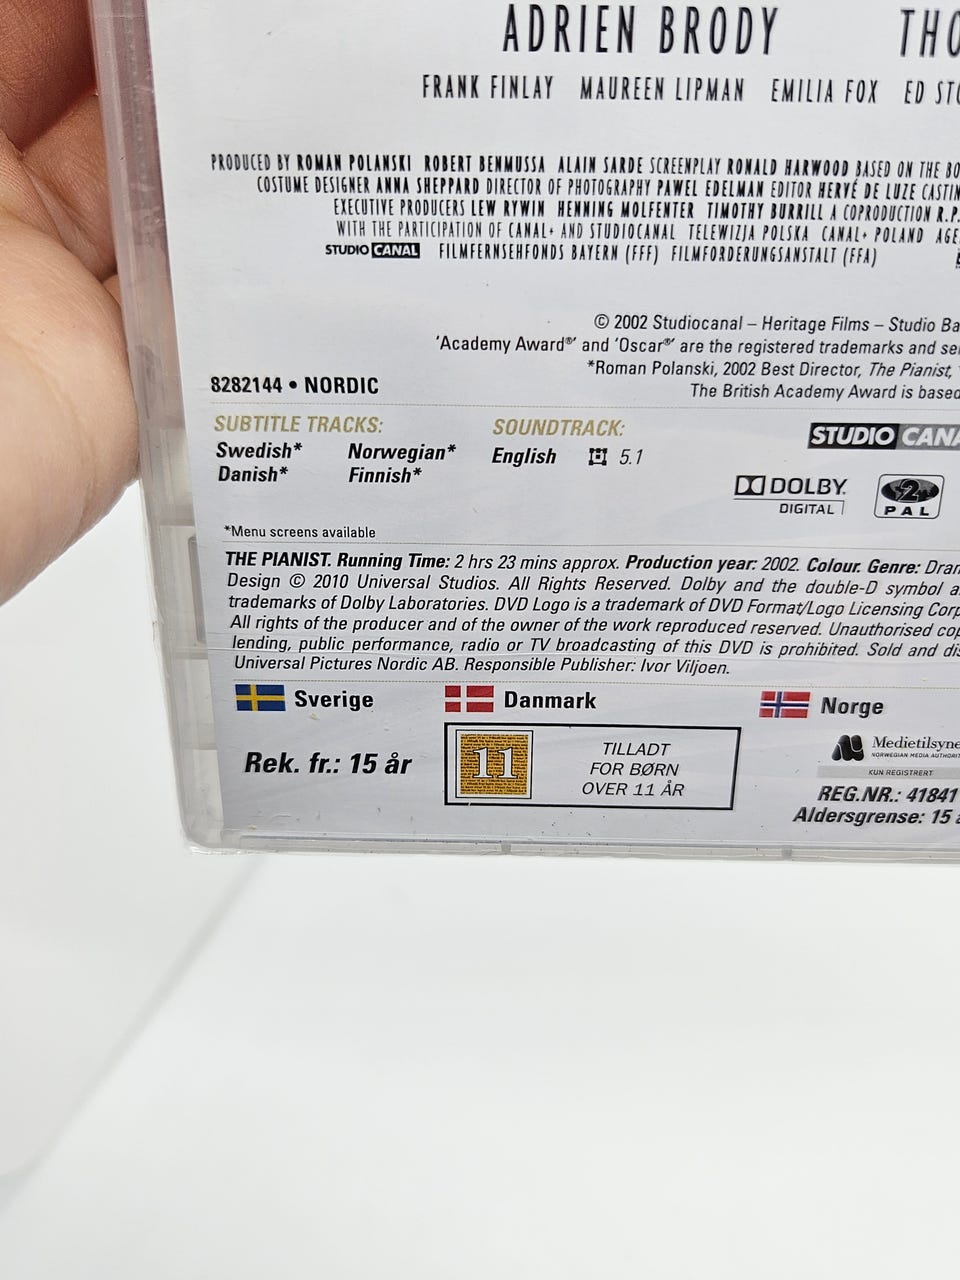 ADRIEN BRODY
FRANK FINLAY MAUREEN LIPMAN EMILIA FOX ED
PRODUCED BY ROMAN POLANSKI ROBERT BENMUSSA ALAIN SARDE SCREENPLAY RONALD HARWOOD BASED ON THE
COSTUME DESIGNER ANNA SHEPPARD DIRECTOR OF PHOTOGRAPHY PAWEL EDELMAN EDITOR HERVÉ DE LUZE
EXECUTIVE PRODUCERS LEW RYWIN HENNING MOLFENTER TIMOTHY BURRILL A COPRODUCTION R.P.
WITH THE PARTICIPATION OF CANAL+ AND STUDIOCANAL TELEWIZJA POLSKA CANAL+ POLAND
STUDIO CANAL FILMFERNSEHFONDS BAYERN (FFF) FILMFORDERUNGSANSTALT (FFA)
© 2002 Studiocanal – Heritage Films – Studio
'Academy Award®' and 'Oscar®' are the registered trademarks and
*Roman Polanski, 2002 Best Director, The Pianist,
The British Academy Award is based
8282144 • NORDIC
SUBTITLE TRACKS:
Swedish* Norwegian*
Danish* Finnish*
SOUNDTRACK:
English 5.1
STUDIO CANA
DOLBY.
DIGITAL
2
PAL
*Menu screens available
THE PIANIST. Running Time: 2 hrs 23 mins approx. Production year: 2002. Colour. Genre:
Design © 2010 Universal Studios. All Rights Reserved. Dolby and the double-D symbol
trademarks of Dolby Laboratories. DVD Logo is a trademark of DVD Format/Logo Licensing
All rights of the producer and of the owner of the work reproduced reserved. Unauthorised
lending, public performance, radio or TV broadcasting of this DVD is prohibited. Sold and
Universal Pictures Nordic AB. Responsible Publisher: Ivor Viljoen.
Sverige
Rek. fr.: 15 år
Danmark
11
TILLADT
FOR BØRN
OVER 11 ÅR
Norge
Medietilsyne
NORWEGIAN MEDIA
KUN REGISTRERT
REG.NR.: 41841
Aldersgrense: 15